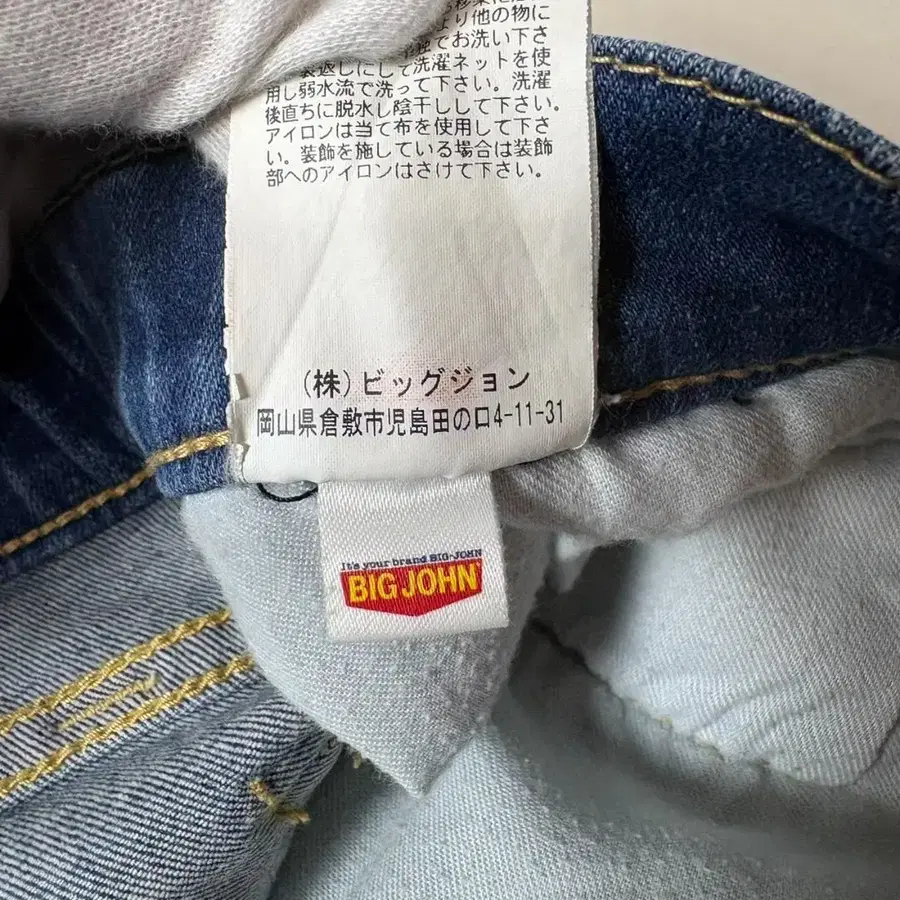 より他の物に
でお洗い下さ
返しにして洗濯ネットを使
用し弱水流で洗って下さい。洗濯
後直ちに脱水し陰干しして下さい。
アイロンは当て布を使用して下さ
い。装飾を施している場合は装飾
部へのアイロンはさけて下さい。
(株)ビッグジョン
岡山県倉敷市児島田の口4-11-31
It's your brand BIG-JOHN
BIG JOHN